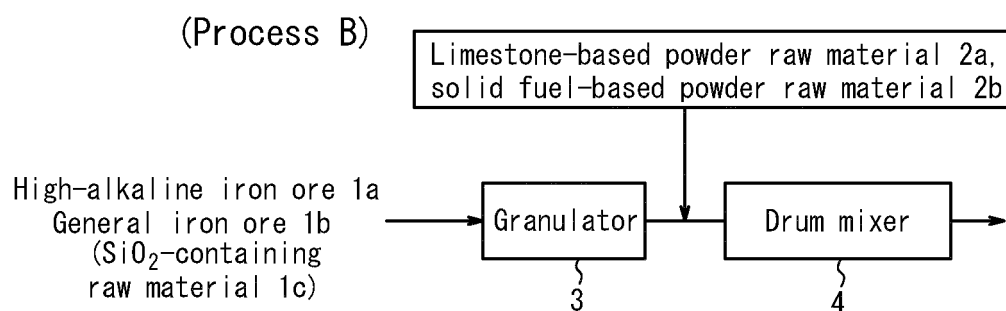 (Process B)
Limestone-based powder raw material 2a,
solid fuel-based powder raw material 2b
High-alkaline iron ore 1a
General iron ore 1b
(SiO₂-containing
raw material 1c)
Granulator
Drum mixer
3
4